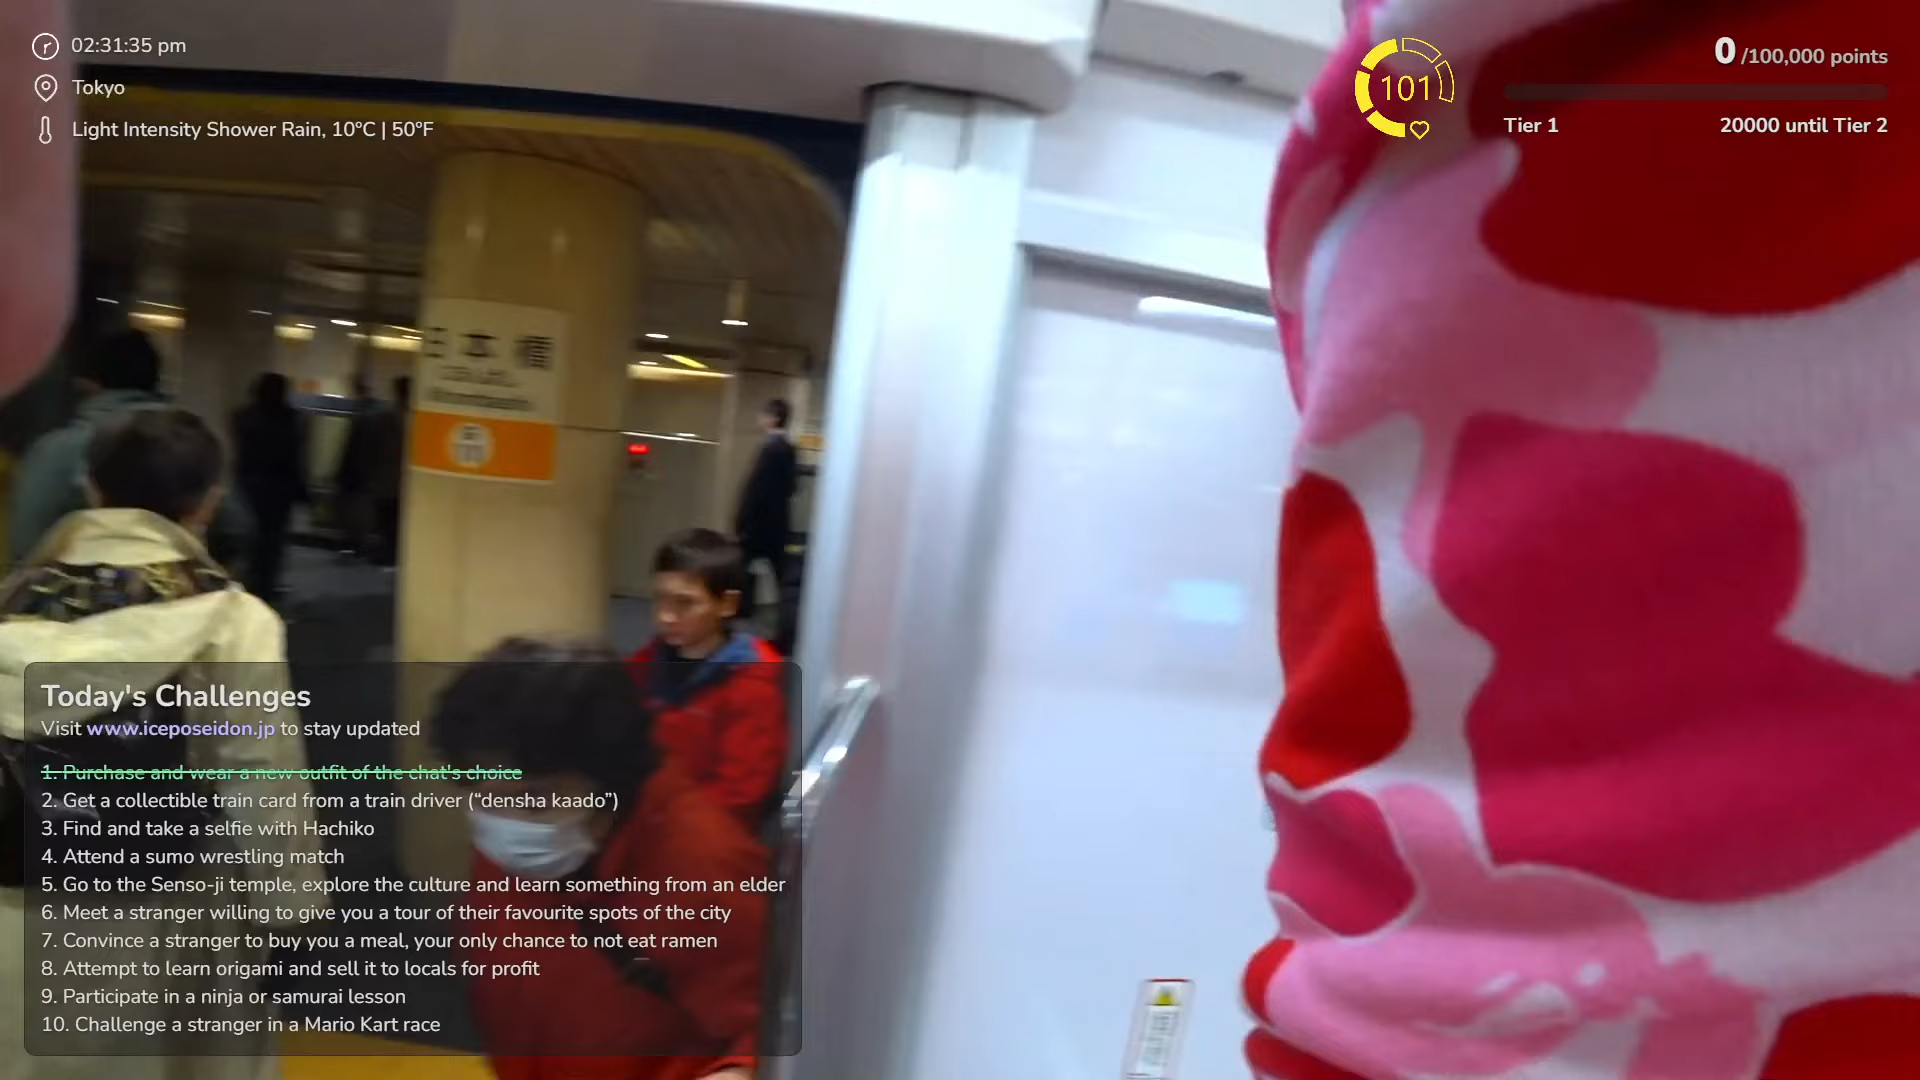 02:31:35 pm
Tokyo
Light Intensity Shower Rain, 10°C | 50°F
101
0 /100,000 points
Tier 1
20000 until Tier 2
日本橋
Today's Challenges
Visit www.iceposeidon.jp to stay updated
1. Purchase and wear a new outfit of the chat's choice
2. Get a collectible train card from a train driver (“densha kaado”)
3. Find and take a selfie with Hachiko
4. Attend a sumo wrestling match
5. Go to the Senso-ji temple, explore the culture and learn something from an elder
6. Meet a stranger willing to give you a tour of their favourite spots of the city
7. Convince a stranger to buy you a meal, your only chance to not eat ramen
8. Attempt to learn origami and sell it to locals for profit
9. Participate in a ninja or samurai lesson
10. Challenge a stranger in a Mario Kart race